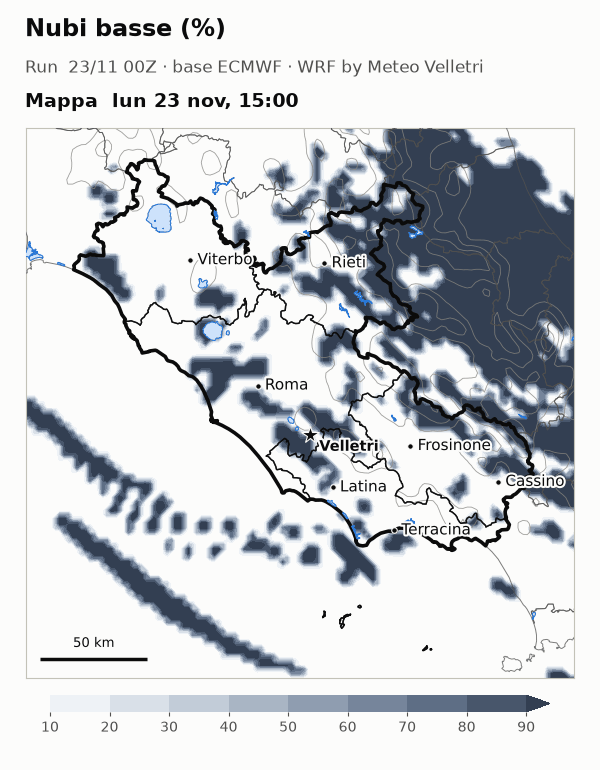 Nubi basse (%)
Run  23/11 00Z · base ECMWF · WRF by Meteo Velletri
Mappa  lun 23 nov, 15:00
Viterbo
Rieti
Roma
Velletri
Frosinone
Cassino
Latina
Terracina
50 km
10 20 30 40 50 60 70 80 90